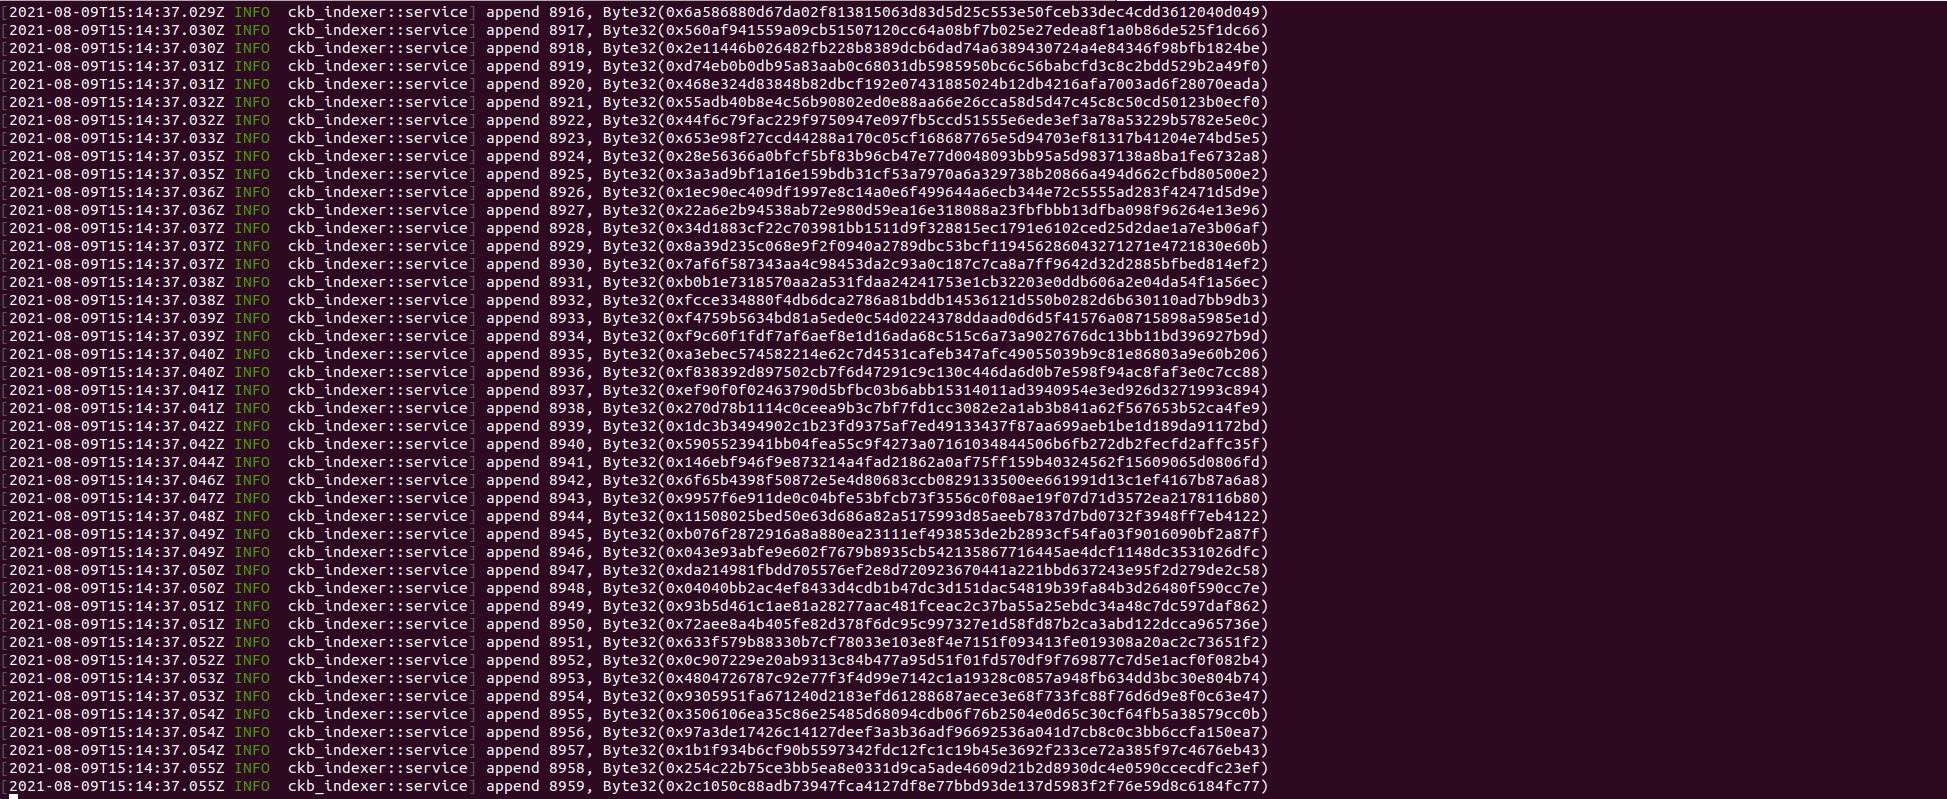 [2021-08-09T15:14:37.029Z INFO  ckb_indexer::service] append 8916, Byte32(0x6a586880d67da02f813815063d83d5d25c553e50fceb33dec4cdd3612040d049)
[2021-08-09T15:14:37.030Z INFO  ckb_indexer::service] append 8917, Byte32(0x560af941559a09cb51507120cc64a08bf7b025e27edea8f1a0b86de525f1dc66)
[2021-08-09T15:14:37.030Z INFO  ckb_indexer::service] append 8918, Byte32(0x2e11446b026482fb228b8389dcb6dad74a6389430724a4e84346f98bfb1824be)
[2021-08-09T15:14:37.031Z INFO  ckb_indexer::service] append 8919, Byte32(0xd74eb0b0db95a83aab0c68031db5985950bc6c56babcfd3c8c2bdd529b2a49f0)
[2021-08-09T15:14:37.031Z INFO  ckb_indexer::service] append 8920, Byte32(0x468e324d83848b82dbcf192e07431885024b12db4216afa7003ad6f28070eada)
[2021-08-09T15:14:37.032Z INFO  ckb_indexer::service] append 8921, Byte32(0x55adb40b8e4c56b90802ed0e88aa66e26cca58d5d47c45c8c50cd50123b0ecf0)
[2021-08-09T15:14:37.032Z INFO  ckb_indexer::service] append 8922, Byte32(0x44f6c79fac229f9750947e097fb5ccd51555e6ede3ef3a78a53229b5782e5e0c)
[2021-08-09T15:14:37.033Z INFO  ckb_indexer::service] append 8923, Byte32(0x653e98f27ccd44288a170c05cf168687765e5d94703ef81317b41204e74bd5e5)
[2021-08-09T15:14:37.035Z INFO  ckb_indexer::service] append 8924, Byte32(0x28e56366a0bfcf5bf83b96cb47e77d0048093bb95a5d9837138a8ba1fe6732a8)
[2021-08-09T15:14:37.035Z INFO  ckb_indexer::service] append 8925, Byte32(0x3a3ad9bf1a16e159bdb31cf53a7970a6a329738b20866a494d662cfbd80500e2)
[2021-08-09T15:14:37.036Z INFO  ckb_indexer::service] append 8926, Byte32(0x1ec90ec409df1997e8c14a0e6f499644a6ecb344e72c5555ad283f42471d5d9e)
[2021-08-09T15:14:37.036Z INFO  ckb_indexer::service] append 8927, Byte32(0x22a6e2b94538ab72e980d59ea16e318088a23fbfbbb13dfba098f96264e13e96)
[2021-08-09T15:14:37.037Z INFO  ckb_indexer::service] append 8928, Byte32(0x34d1883cf22c703981bb1511d9f328815ec1791e6102ced25d2dae1a7e3b06af)
[2021-08-09T15:14:37.037Z INFO  ckb_indexer::service] append 8929, Byte32(0x8a39d235c068e9f2f0940a2789dbc53bcf119456286043271271e4721830e60b)
[2021-08-09T15:14:37.037Z INFO  ckb_indexer::service] append 8930, Byte32(0x7af6f587343aa4c98453da2c93a0c187c7ca8a7ff9642d32d2885bfbed814ef2)
[2021-08-09T15:14:37.038Z INFO  ckb_indexer::service] append 8931, Byte32(0xb0b1e7318570aa2a531fdaa24241753e1cb32203e0ddb606a2e04da54f1a56ec)
[2021-08-09T15:14:37.038Z INFO  ckb_indexer::service] append 8932, Byte32(0xfcce334880f4db6dca2786a81bddb14536121d550b0282d6b630110ad7bb9db3)
[2021-08-09T15:14:37.039Z INFO  ckb_indexer::service] append 8933, Byte32(0xf4759b5634bd81a5ede0c54d0224378ddaad0d6d5f41576a08715898a5985e1d)
[2021-08-09T15:14:37.039Z INFO  ckb_indexer::service] append 8934, Byte32(0xf9c60f1fdf7af6aef8e1d16ada68c515c6a73a9027676dc13bb11bd396927b9d)
[2021-08-09T15:14:37.040Z INFO  ckb_indexer::service] append 8935, Byte32(0xa3ebec574582214e62c7d4531cafeb347afc49055039b9c81e86803a9e60b206)
[2021-08-09T15:14:37.040Z INFO  ckb_indexer::service] append 8936, Byte32(0xf838392d897502cb7f6d47291c9c130c446da6d0b7e598f94ac8faf3e0c7cc88)
[2021-08-09T15:14:37.041Z INFO  ckb_indexer::service] append 8937, Byte32(0xef90f0f02463790d5bfbc03b6abb15314011ad3940954e3ed926d3271993c894)
[2021-08-09T15:14:37.041Z INFO  ckb_indexer::service] append 8938, Byte32(0x270d78b1114c0ceea9b3c7bf7fd1cc3082e2a1ab3b841a62f567653b52ca4fe9)
[2021-08-09T15:14:37.042Z INFO  ckb_indexer::service] append 8939, Byte32(0x1dc3b3494902c1b23fd9375af7ed49133437f87aa699aeb1be1d189da91172bd)
[2021-08-09T15:14:37.042Z INFO  ckb_indexer::service] append 8940, Byte32(0x5905523941bb04fea55c9f4273a07161034844506b6fb272db2fecfd2affc35f)
[2021-08-09T15:14:37.044Z INFO  ckb_indexer::service] append 8941, Byte32(0x146ebf946f9e873214a4fad21862a0af75ff159b40324562f15609065d0806fd)
[2021-08-09T15:14:37.046Z INFO  ckb_indexer::service] append 8942, Byte32(0x6f65b4398f50872e5e4d80683ccb0829133500ee661991d13c1ef4167b87a6a8)
[2021-08-09T15:14:37.047Z INFO  ckb_indexer::service] append 8943, Byte32(0x9957f6e911de0c04bfe53bfcb73f3556c0f08ae19f07d71d3572ea2178116b80)
[2021-08-09T15:14:37.048Z INFO  ckb_indexer::service] append 8944, Byte32(0x11508025bed50e63d686a82a5175993d85aeeb7837d7bd0732f3948ff7eb4122)
[2021-08-09T15:14:37.049Z INFO  ckb_indexer::service] append 8945, Byte32(0xb076f2872916a8a880ea23111ef493853de2b2893cf54fa03f9016090bf2a87f)
[2021-08-09T15:14:37.049Z INFO  ckb_indexer::service] append 8946, Byte32(0x043e93abfe9e602f7679b8935cb542135867716445ae4dcf1148dc3531026dfc)
[2021-08-09T15:14:37.050Z INFO  ckb_indexer::service] append 8947, Byte32(0xda214981fbdd705576ef2e8d720923670441a221bbd637243e95f2d279de2c58)
[2021-08-09T15:14:37.050Z INFO  ckb_indexer::service] append 8948, Byte32(0x04040bb2ac4ef8433d4cdb1b47dc3d151dac54819b39fa84b3d26480f590cc7e)
[2021-08-09T15:14:37.051Z INFO  ckb_indexer::service] append 8949, Byte32(0x93b5d461c1ae81a28277aac481fceac2c37ba55a25ebdc34a48c7dc597daf862)
[2021-08-09T15:14:37.051Z INFO  ckb_indexer::service] append 8950, Byte32(0x72aee8a4b405fe82d378f6dc95c997327e1d58fd87b2ca3abd122dcca965736e)
[2021-08-09T15:14:37.052Z INFO  ckb_indexer::service] append 8951, Byte32(0x633f579b88330b7cf78033e103e8f4e7151f093413fe019308a20ac2c73651f2)
[2021-08-09T15:14:37.052Z INFO  ckb_indexer::service] append 8952, Byte32(0x0c907229e20ab9313c84b477a95d51f01fd570df9f769877c7d5e1acf0f082b4)
[2021-08-09T15:14:37.053Z INFO  ckb_indexer::service] append 8953, Byte32(0x4804726787c92e77f3f4d99e7142c1a19328c0857a948fb634dd3bc30e804b74)
[2021-08-09T15:14:37.053Z INFO  ckb_indexer::service] append 8954, Byte32(0x9305951fa671240d2183efd61288687aece3e68f733fc88f76d6d9e8f0c63e47)
[2021-08-09T15:14:37.054Z INFO  ckb_indexer::service] append 8955, Byte32(0x3506106ea35c86e25485d68094cdb06f76b2504e0d65c30cf64fb5a38579cc0b)
[2021-08-09T15:14:37.054Z INFO  ckb_indexer::service] append 8956, Byte32(0x97a3de17426c14127deef3a3b36adf96692536a041d7cb8c0c3bb6ccfa150ea7)
[2021-08-09T15:14:37.054Z INFO  ckb_indexer::service] append 8957, Byte32(0x1b1f934b6cf90b5597342fdc12fc1c19b45e3692f233ce72a385f97c4676eb43)
[2021-08-09T15:14:37.055Z INFO  ckb_indexer::service] append 8958, Byte32(0x254c22b75ce3bb5ea8e0331d9ca5ade4609d21b2d8930dc4e0590ccecdfc23ef)
[2021-08-09T15:14:37.055Z INFO  ckb_indexer::service] append 8959, Byte32(0x2c1050c88adb73947fca4127df8e77bbd93de137d5983f2f76e59d8c6184fc77)